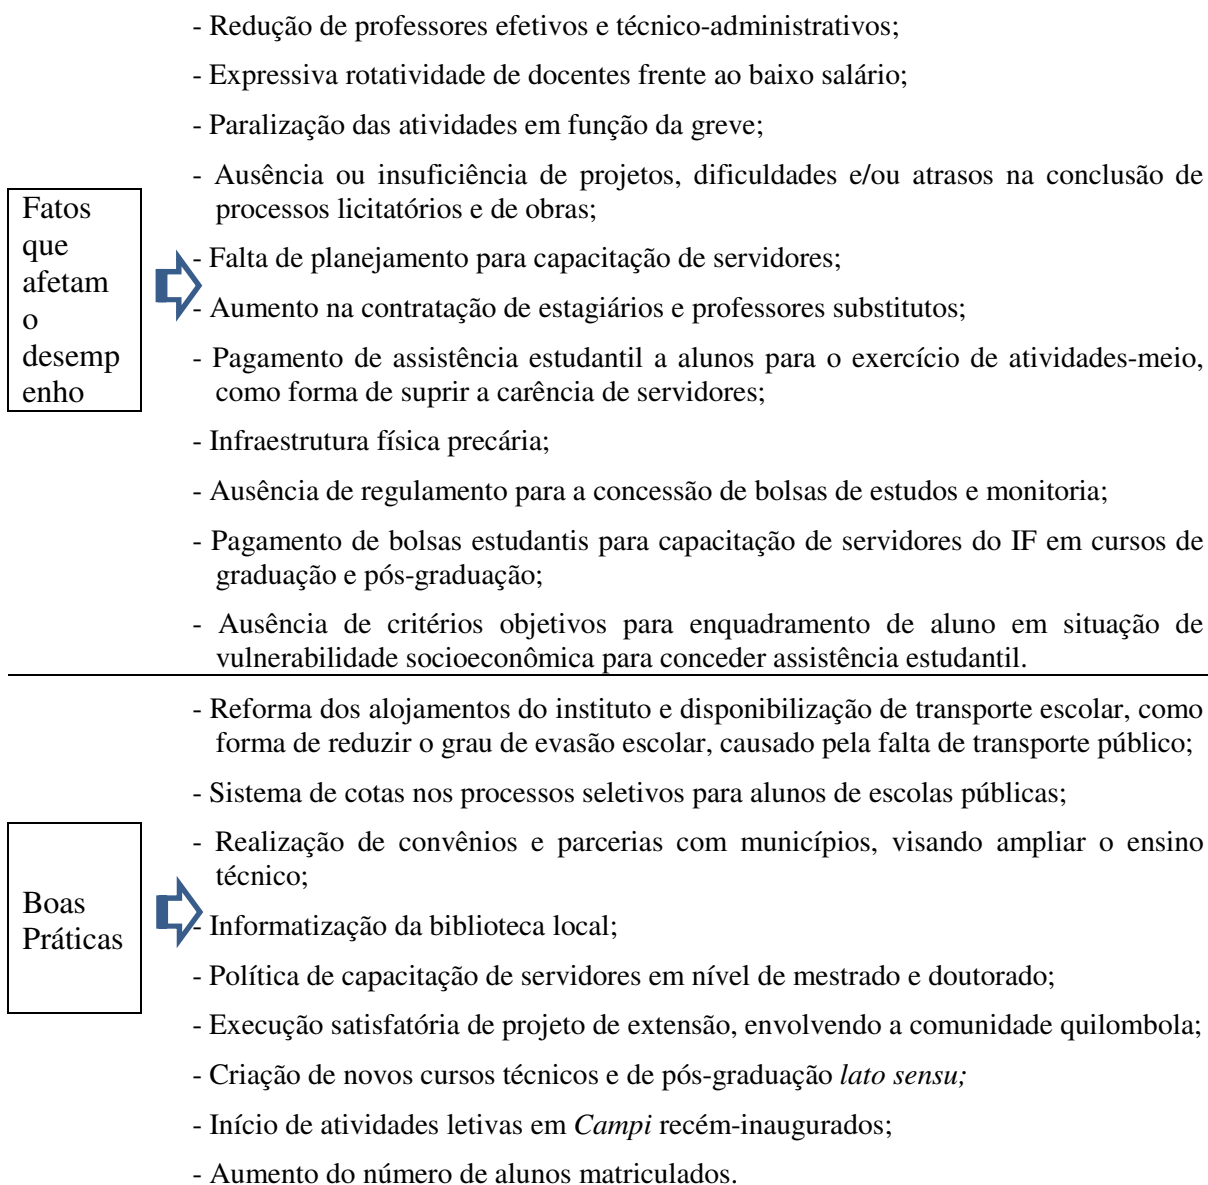 - Redução de professores efetivos e técnico-administrativos;
- Expressiva rotatividade de docentes frente ao baixo salário;
- Paralização das atividades em função da greve;
- Ausência ou insuficiência de projetos, dificuldades e/ou atrasos na conclusão de
processos licitatórios e de obras;
Fatos
que
afetam
o
desemp
enho
- Falta de planejamento para capacitação de servidores;
- Aumento na contratação de estagiários e professores substitutos;
- Pagamento de assistência estudantil a alunos para o exercício de atividades-meio,
como forma de suprir a carência de servidores;
- Infraestrutura física precária;
- Ausência de regulamento para a concessão de bolsas de estudos e monitoria;
- Pagamento de bolsas estudantis para capacitação de servidores do IF em cursos de
graduação e pós-graduação;
- Ausência de critérios objetivos para enquadramento de aluno em situação de
vulnerabilidade socioeconômica para conceder assistência estudantil.
- Reforma dos alojamentos do instituto e disponibilização de transporte escolar, como
forma de reduzir o grau de evasão escolar, causado pela falta de transporte público;
- Sistema de cotas nos processos seletivos para alunos de escolas públicas;
- Realização de convênios e parcerias com municípios, visando ampliar o ensino
técnico;
Boas
Práticas
- Informatização da biblioteca local;
- Política de capacitação de servidores em nível de mestrado e doutorado;
- Execução satisfatória de projeto de extensão, envolvendo a comunidade quilombola;
- Criação de novos cursos técnicos e de pós-graduação lato sensu;
- Início de atividades letivas em Campi recém-inaugurados;
- Aumento do número de alunos matriculados.